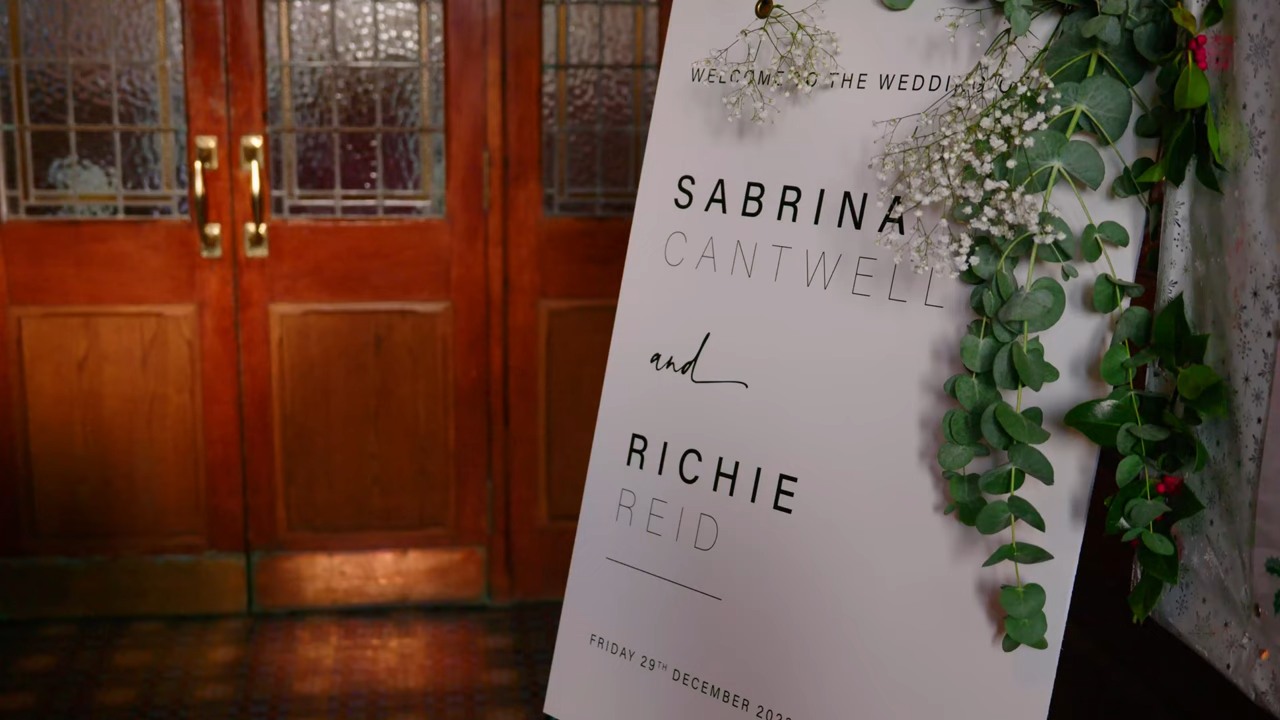 WELCOME TO THE WEDDING
SABRINA
CANTWELL
and
RICHIE
REID
FRIDAY 29TH DECEMBER